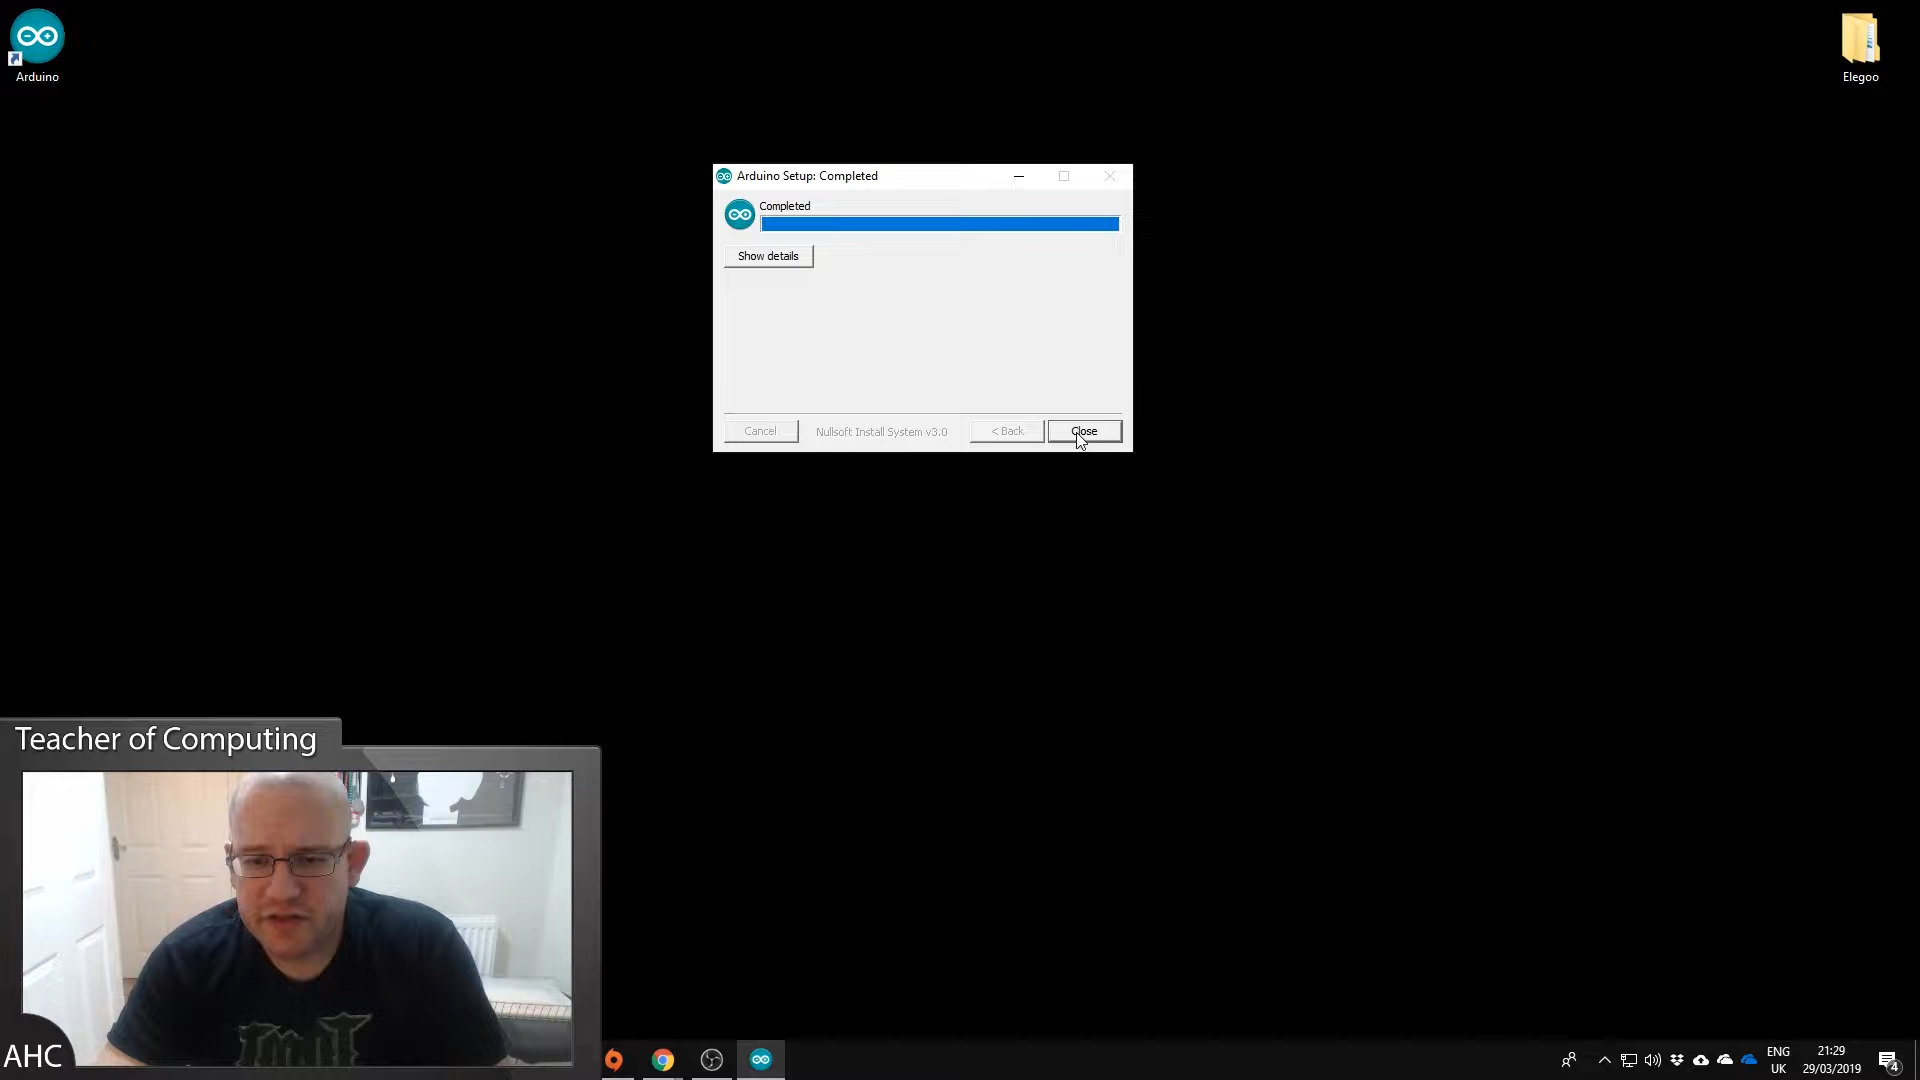 Arduino
Elegoo
Arduino Setup: Completed
Completed
Show details
Cancel
Nullsoft Install System v3.0
< Back
Close
Teacher of Computing
AHC
ENG
UK
21:29
29/03/2019
4